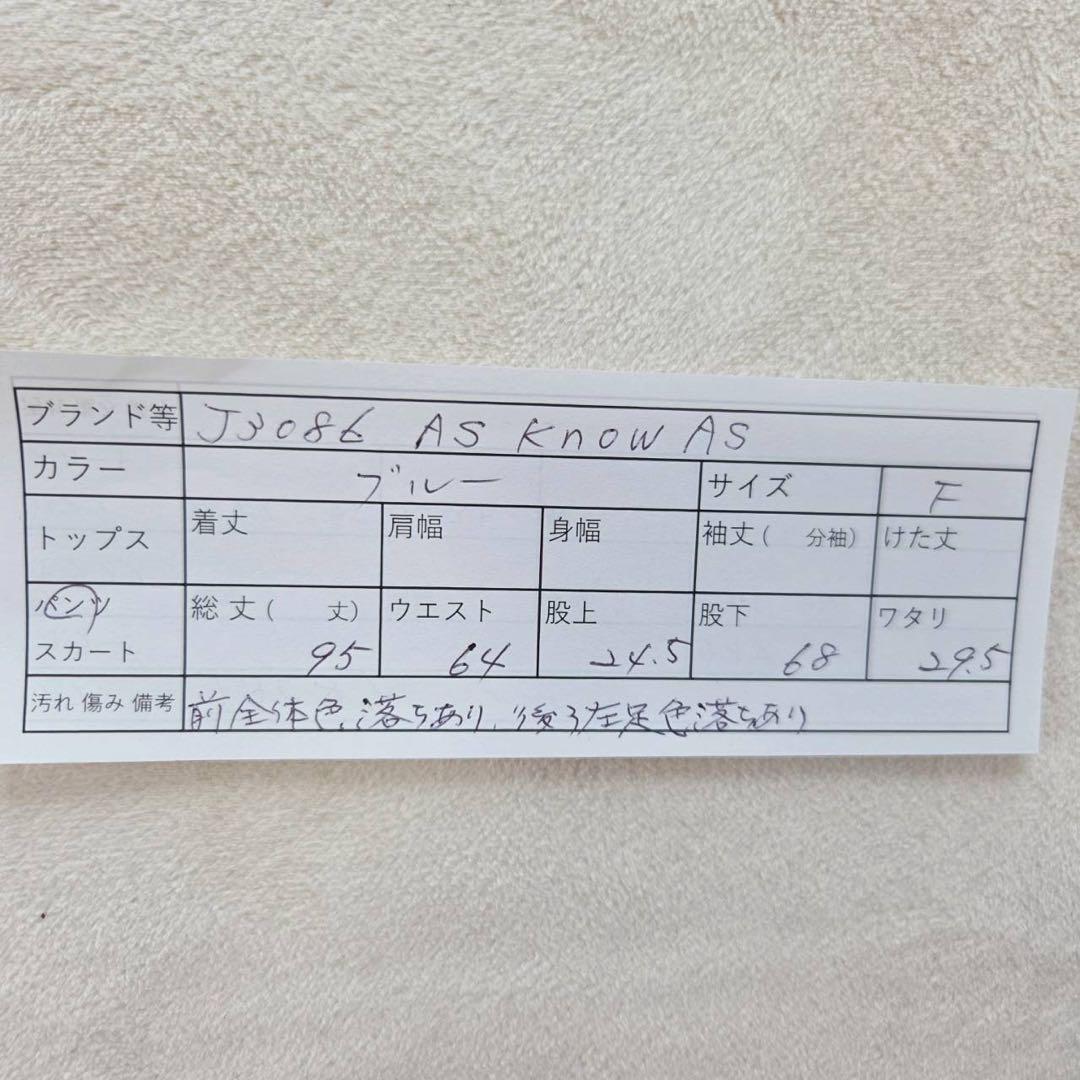 ブランド等 J3086 AS KNOW AS
カラー ブルー サイズ F
トップス 着丈 肩幅 身幅 袖丈(　分袖) けた丈
パンツ 総丈(　丈) ウエスト 股上 股下 ワタリ
スカート 95 64 24.5 68 29.5
汚れ 傷み 備考 前全体色落ちあり、後ろ左足色落ちあり